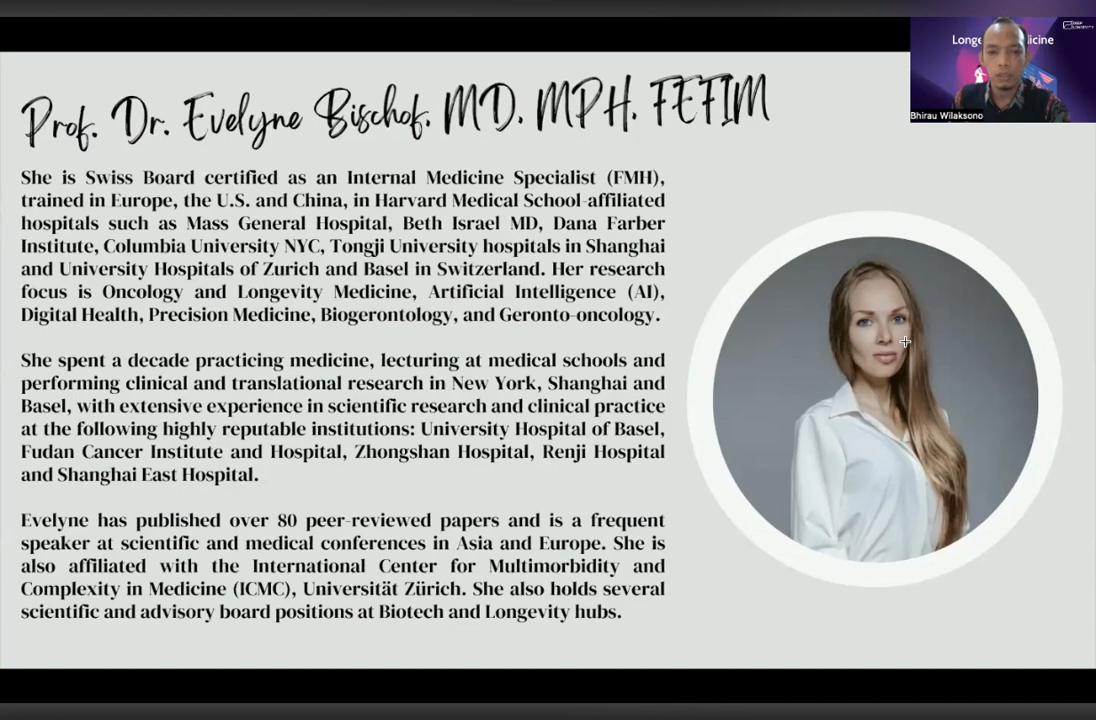 Prof. Dr. Evelyne Bischof. MD. MPH. FEFIM
She is Swiss Board certified as an Internal Medicine Specialist (FMH),
trained in Europe, the U.S. and China, in Harvard Medical School-affiliated
hospitals such as Mass General Hospital, Beth Israel MD, Dana Farber
Institute, Columbia University NYC, Tongji University hospitals in Shanghai
and University Hospitals of Zurich and Basel in Switzerland. Her research
focus is Oncology and Longevity Medicine, Artificial Intelligence (AI),
Digital Health, Precision Medicine, Biogerontology, and Geronto-oncology.
She spent a decade practicing medicine, lecturing at medical schools and
performing clinical and translational research in New York, Shanghai and
Basel, with extensive experience in scientific research and clinical practice
at the following highly reputable institutions: University Hospital of Basel,
Fudan Cancer Institute and Hospital, Zhongshan Hospital, Renji Hospital
and Shanghai East Hospital.
Evelyne has published over 80 peer-reviewed papers and is a frequent
speaker at scientific and medical conferences in Asia and Europe. She is
also affiliated with the International Center for Multimorbidity and
Complexity in Medicine (ICMC), Universität Zürich. She also holds several
scientific and advisory board positions at Biotech and Longevity hubs.
Bhirau Wilaksono